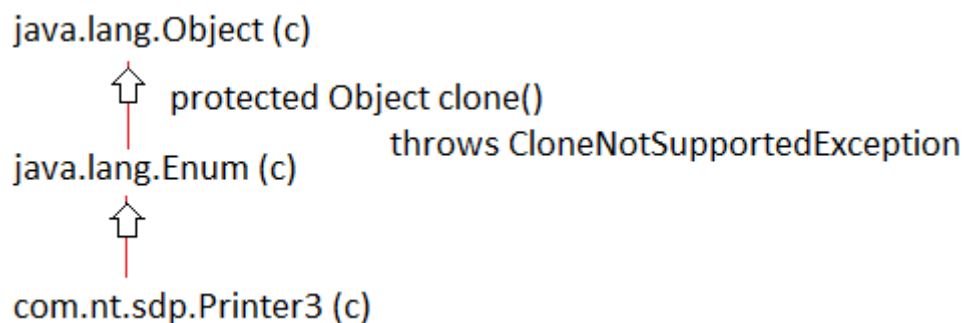 java.lang.Object (c)
protected Object clone()
throws CloneNotSupportedException
java.lang.Enum (c)
com.nt.sdp.Printer3 (c)